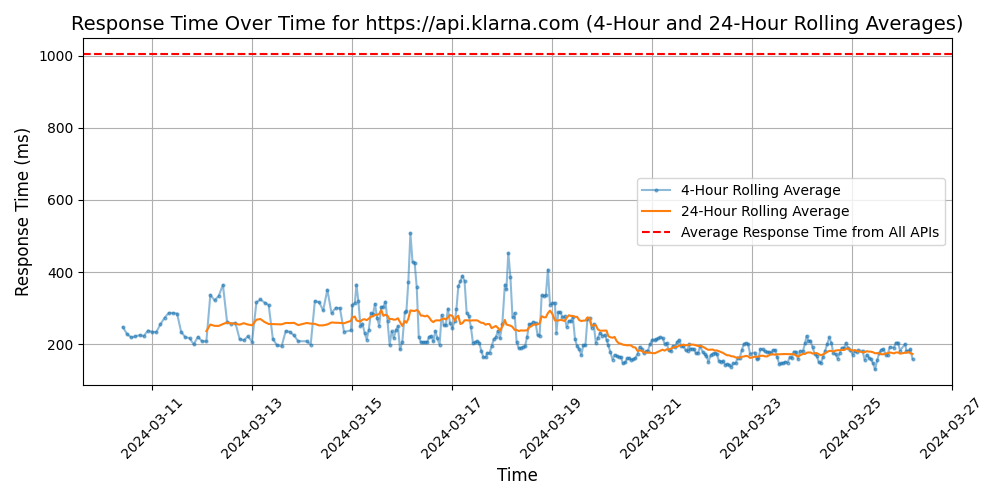 Response Time Over Time for https://api.klarna.com (4-Hour and 24-Hour Rolling Averages)
Response Time (ms)
1000
800
600
400
200
4-Hour Rolling Average
24-Hour Rolling Average
Average Response Time from All APIs
2024-03-11
2024-03-13
2024-03-15
2024-03-17
2024-03-19
2024-03-21
2024-03-23
2024-03-25
2024-03-27
Time